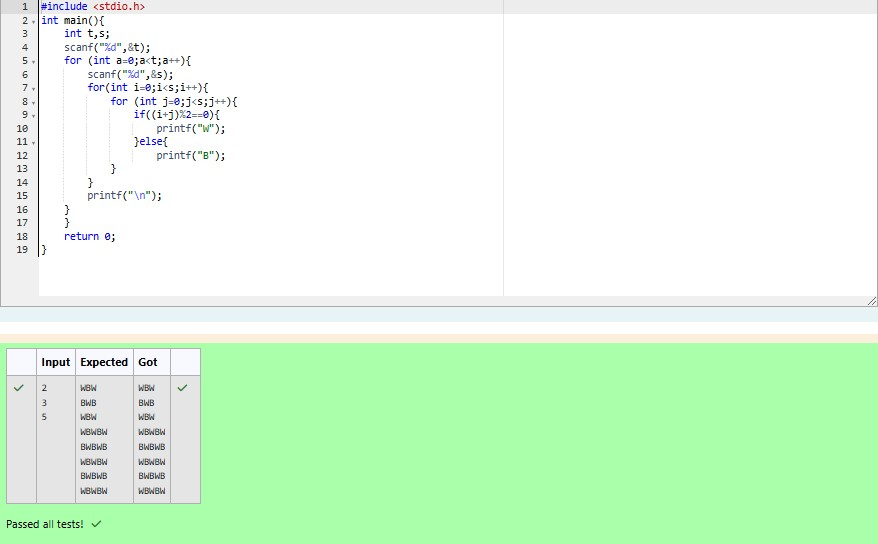 1 #include <stdio.h>
2 int main(){
3     int t,s;
4     scanf("%d",&t);
5     for (int a=0;a<t;a++){
6         scanf("%d",&s);
7         for(int i=0;i<s;i++){
8             for (int j=0;j<s;j++){
9                 if((i+j)%2==0){
10                     printf("W");
11                 }else{
12                     printf("B");
13             }
14         }
15         printf("\n");
16     }
17     }
18     return 0;
19 }
Input Expected Got
2 WBW WBW
3 BWB BWB
5 WBW WBW
WBWBW WBWBW
BWBWB BWBWB
WBWBW WBWBW
BWBWB BWBWB
WBWBW WBWBW
Passed all tests!